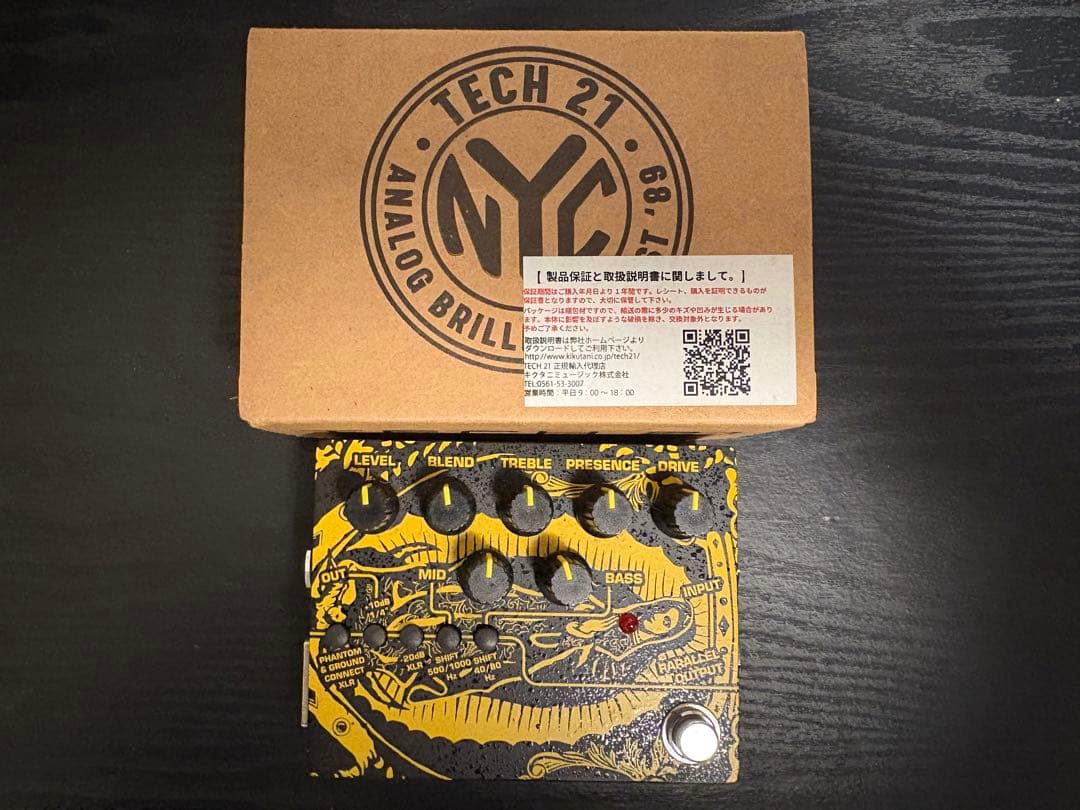 TECH 21
NYC
ANALOG BRILL
ST. '89
【 製品保証と取扱説明書に関しまして。】
保証期間はご購入年月日より1年間です。レシート、購入を証明できるものが
保証書となりますので、大切に保管して下さい。
パッケージは梱包材ですので、輸送の際に多少のキズや凹みが生じる場合があり
ます。本体に影響を及ぼすような破損を除き、交換対象外となります。
予めご了承ください。
取扱説明書は弊社ホームページより
ダウンロードしてご利用下さい。
http://www.kikutani.co.jp/tech21/
TECH 21 正規輸入代理店
キクタニミュージック株式会社
TEL:0561-53-3007
営業時間：平日9：00～18：00
LEVEL BLEND TREBLE PRESENCE DRIVE
OUT MID BASS INPUT
+10dB
1/4"
PHANTOM
& GROUND
CONNECT
XLR
-20dB
XLR
SHIFT
500/1000
Hz
SHIFT
40/80
Hz
PARALLEL
OUTPUT